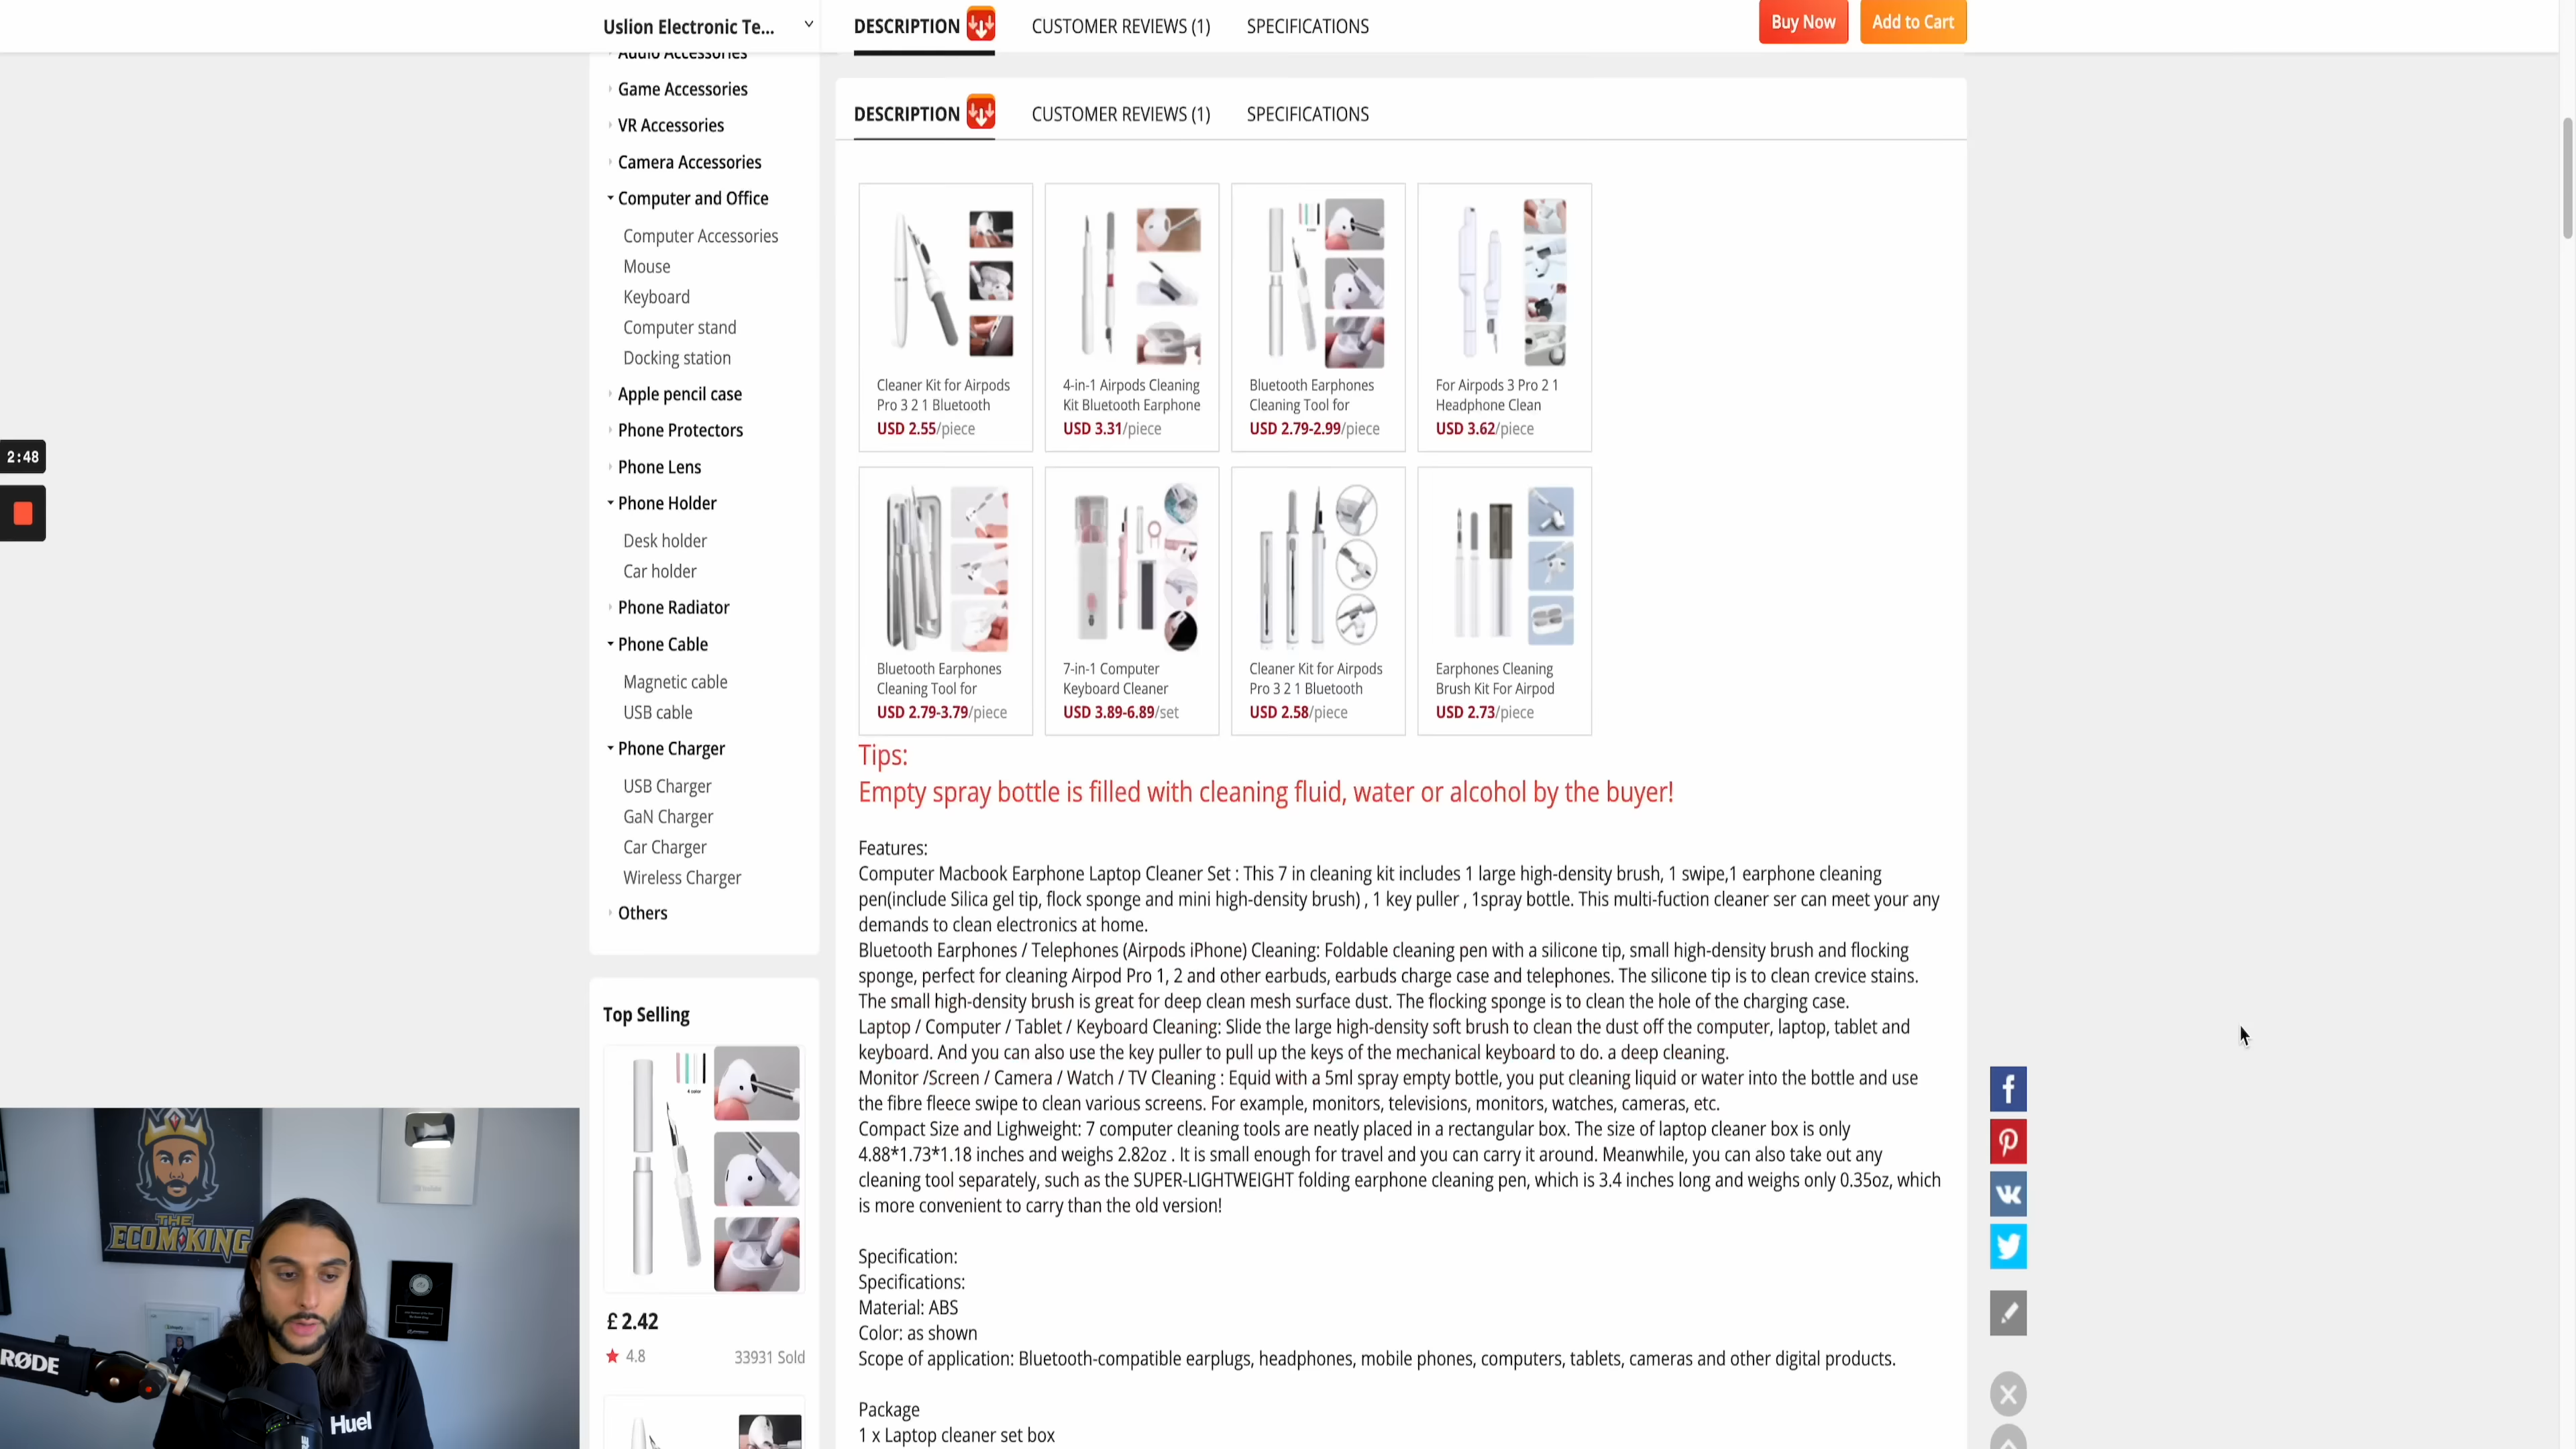 Uslion Electronic Te...
DESCRIPTION
CUSTOMER REVIEWS (1)
SPECIFICATIONS
Buy Now
Add to Cart
Audio Accessories
Game Accessories
VR Accessories
Camera Accessories
Computer and Office
Computer Accessories
Mouse
Keyboard
Computer stand
Docking station
Apple pencil case
Phone Protectors
Phone Lens
Phone Holder
Desk holder
Car holder
Phone Radiator
Phone Cable
Magnetic cable
USB cable
Phone Charger
USB Charger
GaN Charger
Car Charger
Wireless Charger
Others
Top Selling
£ 2.42
4.8
33931 Sold
DESCRIPTION
CUSTOMER REVIEWS (1)
SPECIFICATIONS
Cleaner Kit for Airpods
Pro 3 2 1 Bluetooth
USD 2.55/piece
4-in-1 Airpods Cleaning
Kit Bluetooth Earphone
USD 3.31/piece
Bluetooth Earphones
Cleaning Tool for
USD 2.79-2.99/piece
For Airpods 3 Pro 2 1
Headphone Clean
USD 3.62/piece
Bluetooth Earphones
Cleaning Tool for
USD 2.79-3.79/piece
7-in-1 Computer
Keyboard Cleaner
USD 3.89-6.89/set
Cleaner Kit for Airpods
Pro 3 2 1 Bluetooth
USD 2.58/piece
Earphones Cleaning
Brush Kit For Airpod
USD 2.73/piece
Tips:
Empty spray bottle is filled with cleaning fluid, water or alcohol by the buyer!
Features:
Computer Macbook Earphone Laptop Cleaner Set : This 7 in cleaning kit includes 1 large high-density brush, 1 swipe,1 earphone cleaning
pen(include Silica gel tip, flock sponge and mini high-density brush) , 1 key puller , 1spray bottle. This multi-fuction cleaner ser can meet your any
demands to clean electronics at home.
Bluetooth Earphones / Telephones (Airpods iPhone) Cleaning: Foldable cleaning pen with a silicone tip, small high-density brush and flocking
sponge, perfect for cleaning Airpod Pro 1, 2 and other earbuds, earbuds charge case and telephones. The silicone tip is to clean crevice stains.
The small high-density brush is great for deep clean mesh surface dust. The flocking sponge is to clean the hole of the charging case.
Laptop / Computer / Tablet / Keyboard Cleaning: Slide the large high-density soft brush to clean the dust off the computer, laptop, tablet and
keyboard. And you can also use the key puller to pull up the keys of the mechanical keyboard to do. a deep cleaning.
Monitor /Screen / Camera / Watch / TV Cleaning : Equid with a 5ml spray empty bottle, you put cleaning liquid or water into the bottle and use
the fibre fleece swipe to clean various screens. For example, monitors, televisions, monitors, watches, cameras, etc.
Compact Size and Lighweight: 7 computer cleaning tools are neatly placed in a rectangular box. The size of laptop cleaner box is only
4.88*1.73*1.18 inches and weighs 2.82oz . It is small enough for travel and you can carry it around. Meanwhile, you can also take out any
cleaning tool separately, such as the SUPER-LIGHTWEIGHT folding earphone cleaning pen, which is 3.4 inches long and weighs only 0.35oz, which
is more convenient to carry than the old version!
Specification:
Specifications:
Material: ABS
Color: as shown
Scope of application: Bluetooth-compatible earplugs, headphones, mobile phones, computers, tablets, cameras and other digital products.
Package
1 x Laptop cleaner set box
2:48
THE
ECOM KING
RØDE
Huel